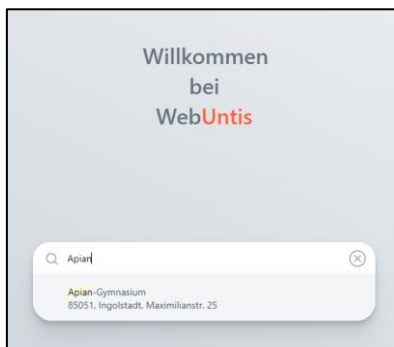 Willkommen
bei
WebUntis
Apian
Apian-Gymnasium
85051, Ingolstadt, Maximilianstr. 25